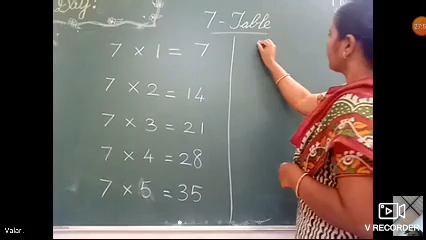 Day!
7-Table
7 × 1 = 7
7 × 2 = 14
7 × 3 = 21
7 × 4 = 28
7 × 5 = 35
Valar.
V RECORDER